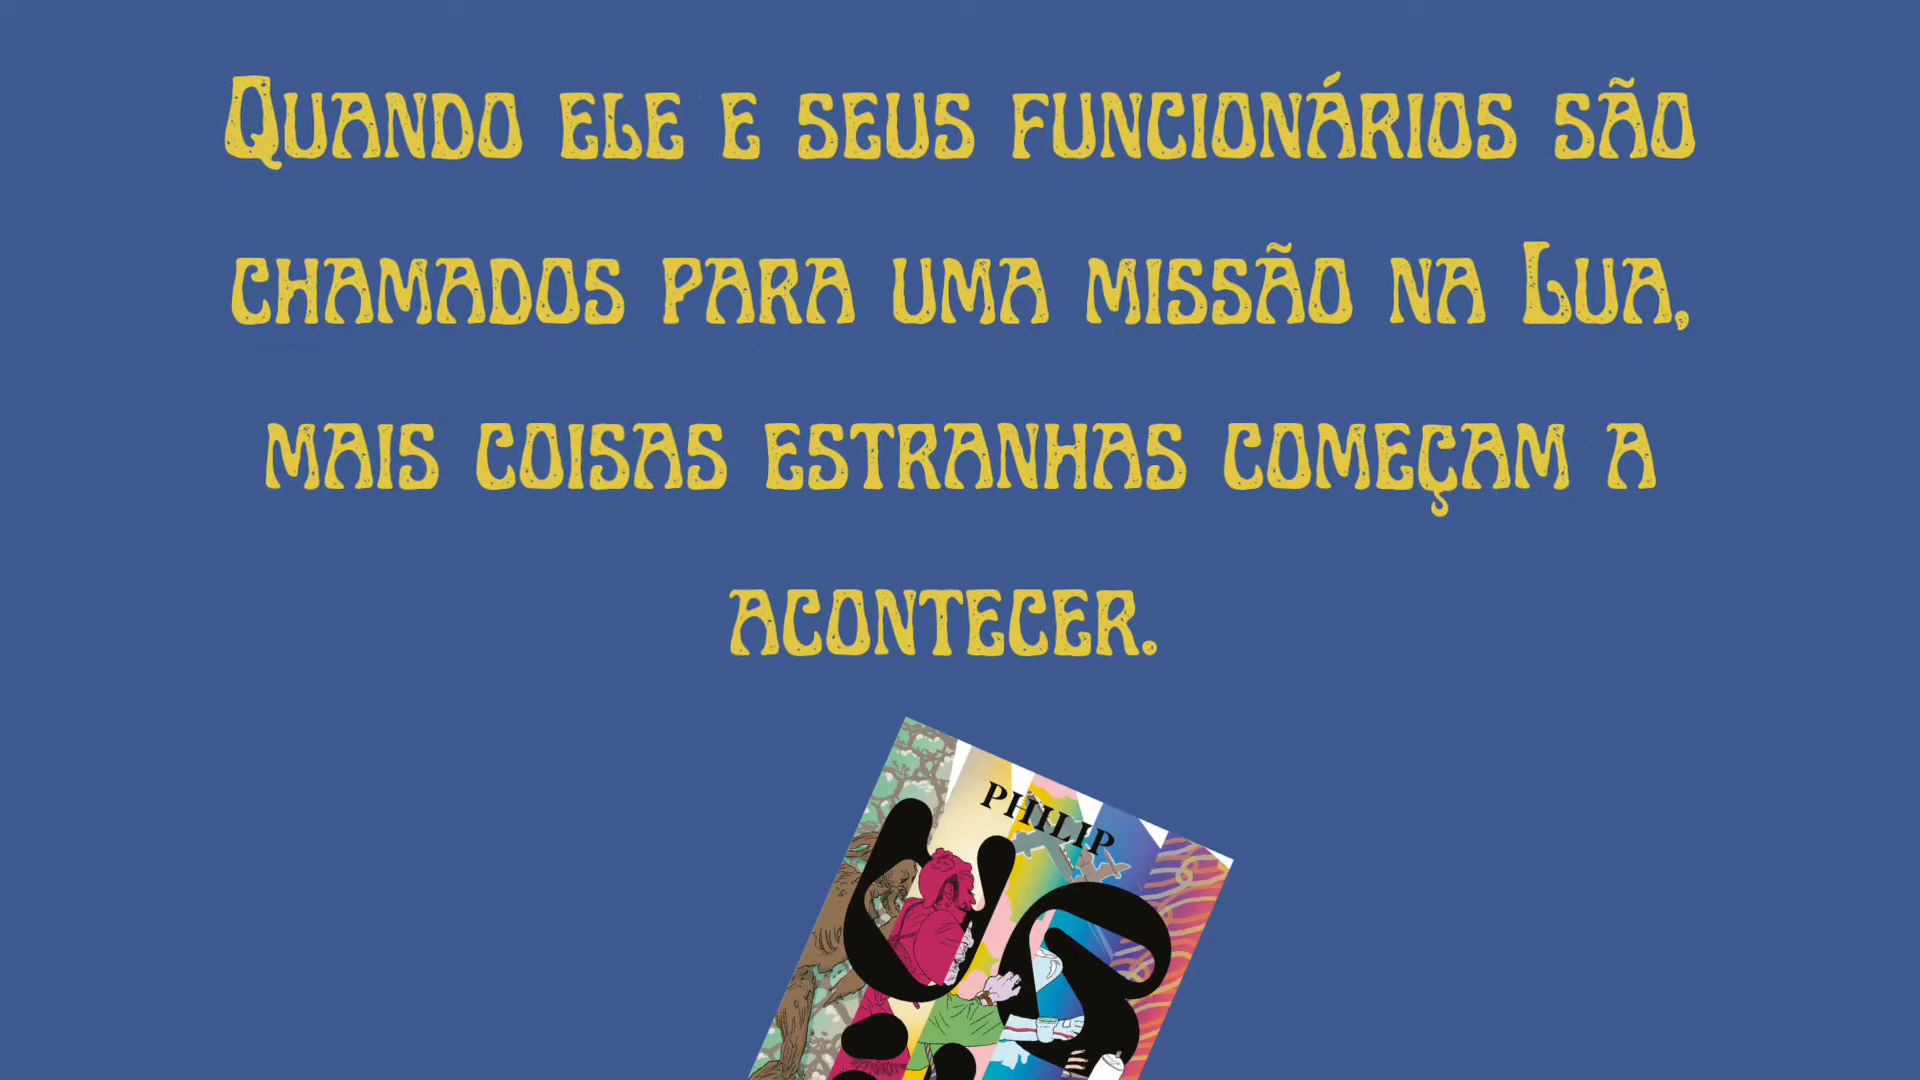 Quando ele e seus funcionários são
chamados para uma missão na Lua,
mais coisas estranhas começam a
acontecer.
PHILIP